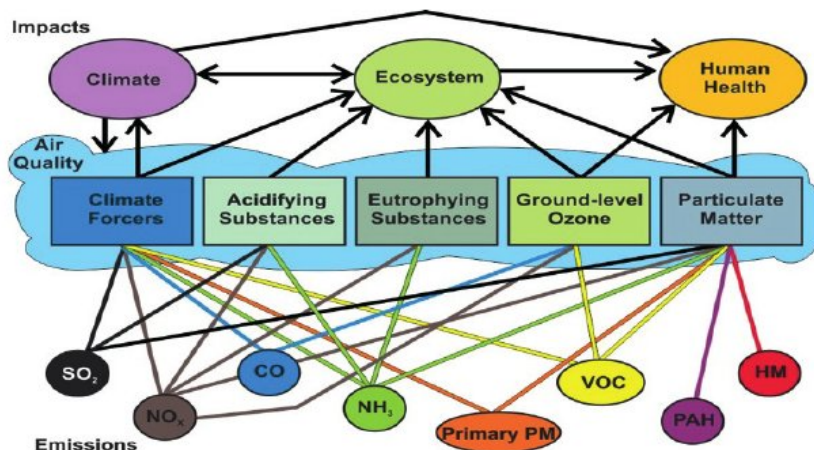 Impacts
Climate
Ecosystem
Human
Health
Air
Quality
Climate
Forcers
Acidifying
Substances
Eutrophying
Substances
Ground-level
Ozone
Particulate
Matter
SO₂
NOₓ
CO
NH₃
Primary PM
VOC
PAH
HM
Emissions